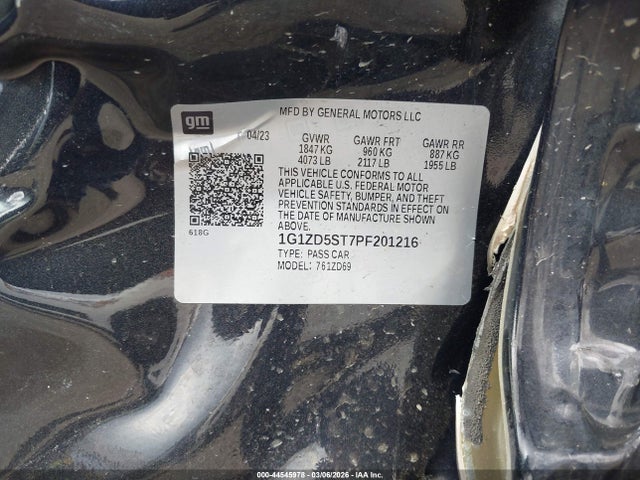 gm
MFD BY GENERAL MOTORS LLC
04/23
GVWR GAWR FRT GAWR RR
1847 KG 960 KG 887 KG
4073 LB 2117 LB 1955 LB
THIS VEHICLE CONFORMS TO ALL
APPLICABLE U.S. FEDERAL MOTOR
VEHICLE SAFETY, BUMPER, AND THEFT
PREVENTION STANDARDS IN EFFECT ON
THE DATE OF MANUFACTURE SHOWN
ABOVE.
618G
1G1ZD5ST7PF201216
TYPE: PASS CAR
MODEL: 761ZD69
000-44545978 - 03/06/2026 - © IAA Inc.